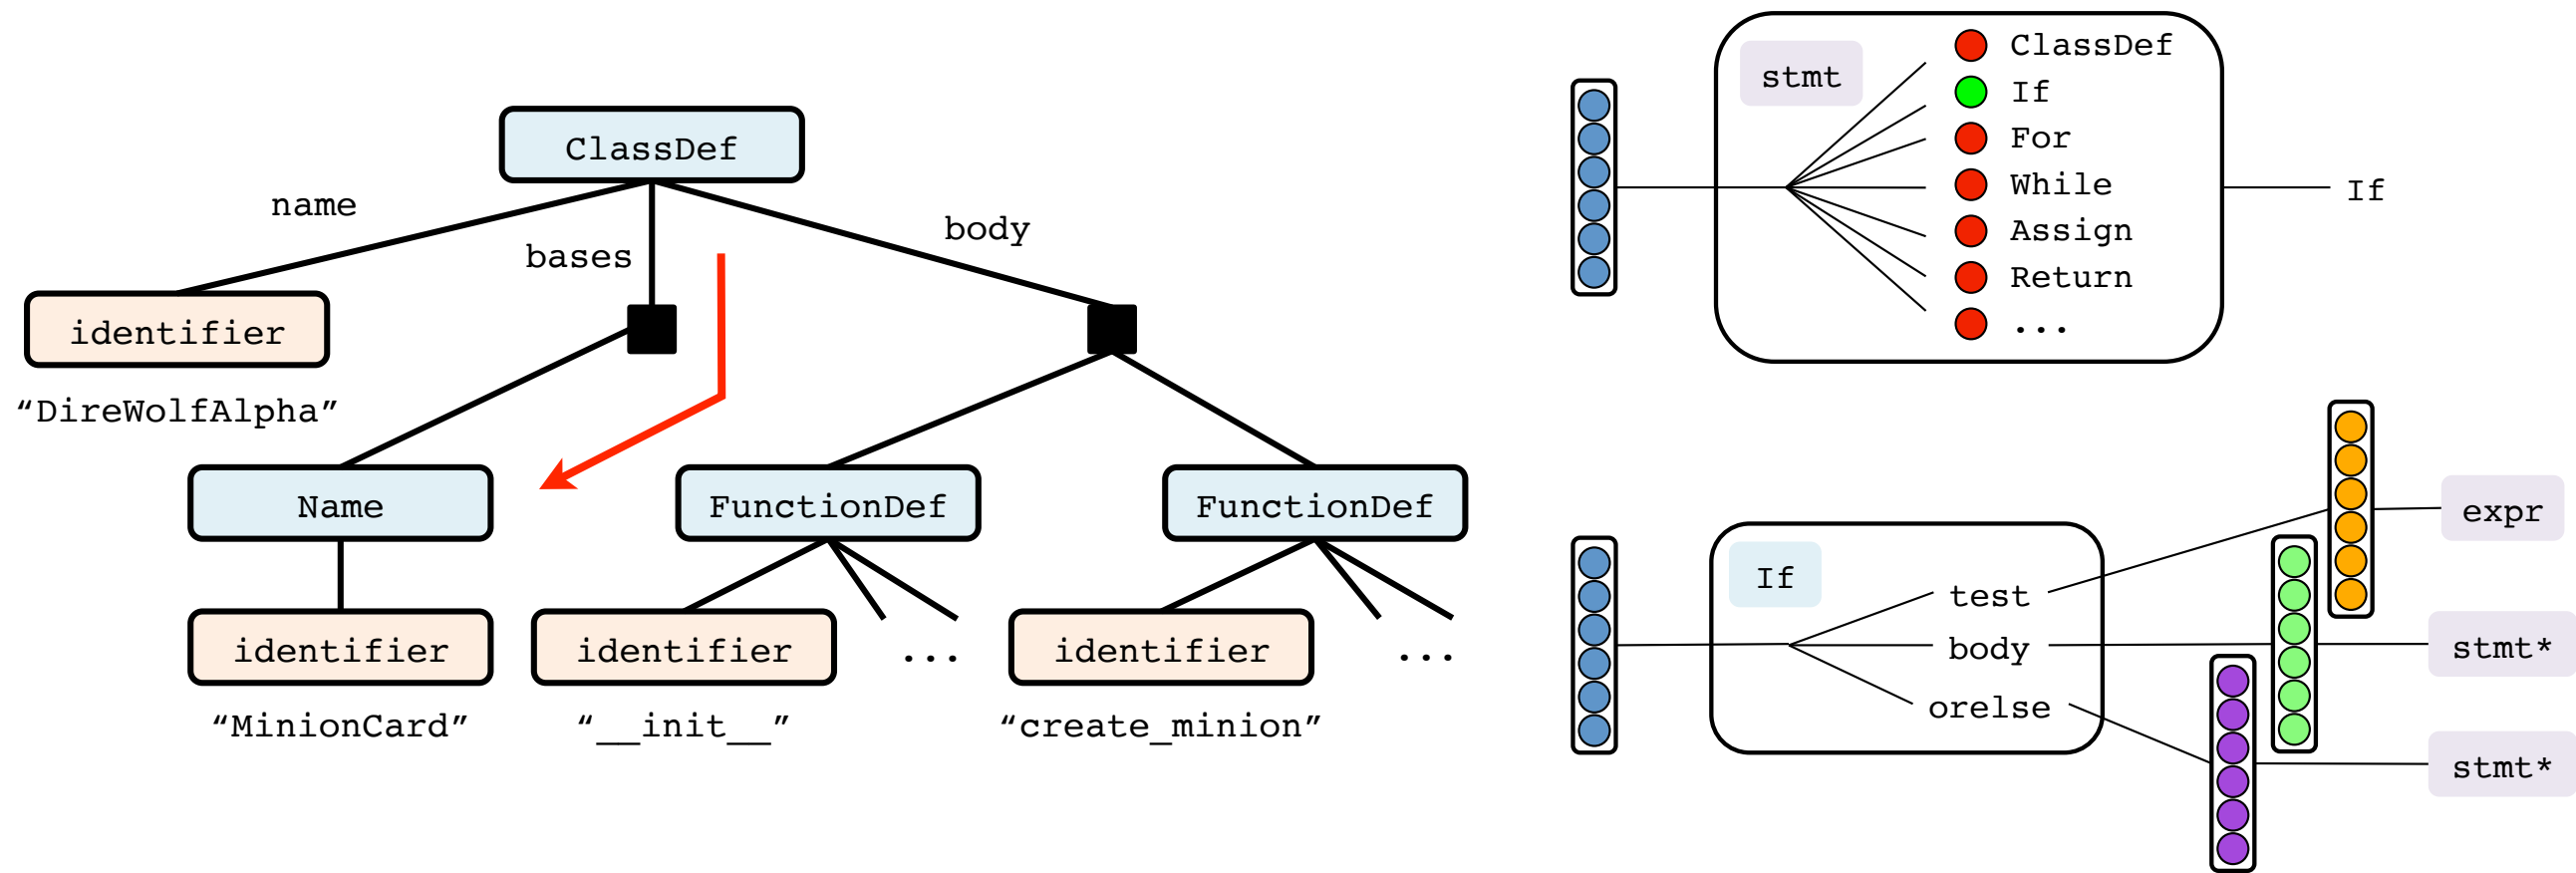 ClassDef
name
bases
body
identifier
“DireWolfAlpha”
Name
FunctionDef
FunctionDef
identifier
identifier
...
identifier
...
“MinionCard”
“__init__”
“create_minion”
stmt
ClassDef
If
For
While
Assign
Return
...
If
If
test
body
orelse
expr
stmt*
stmt*